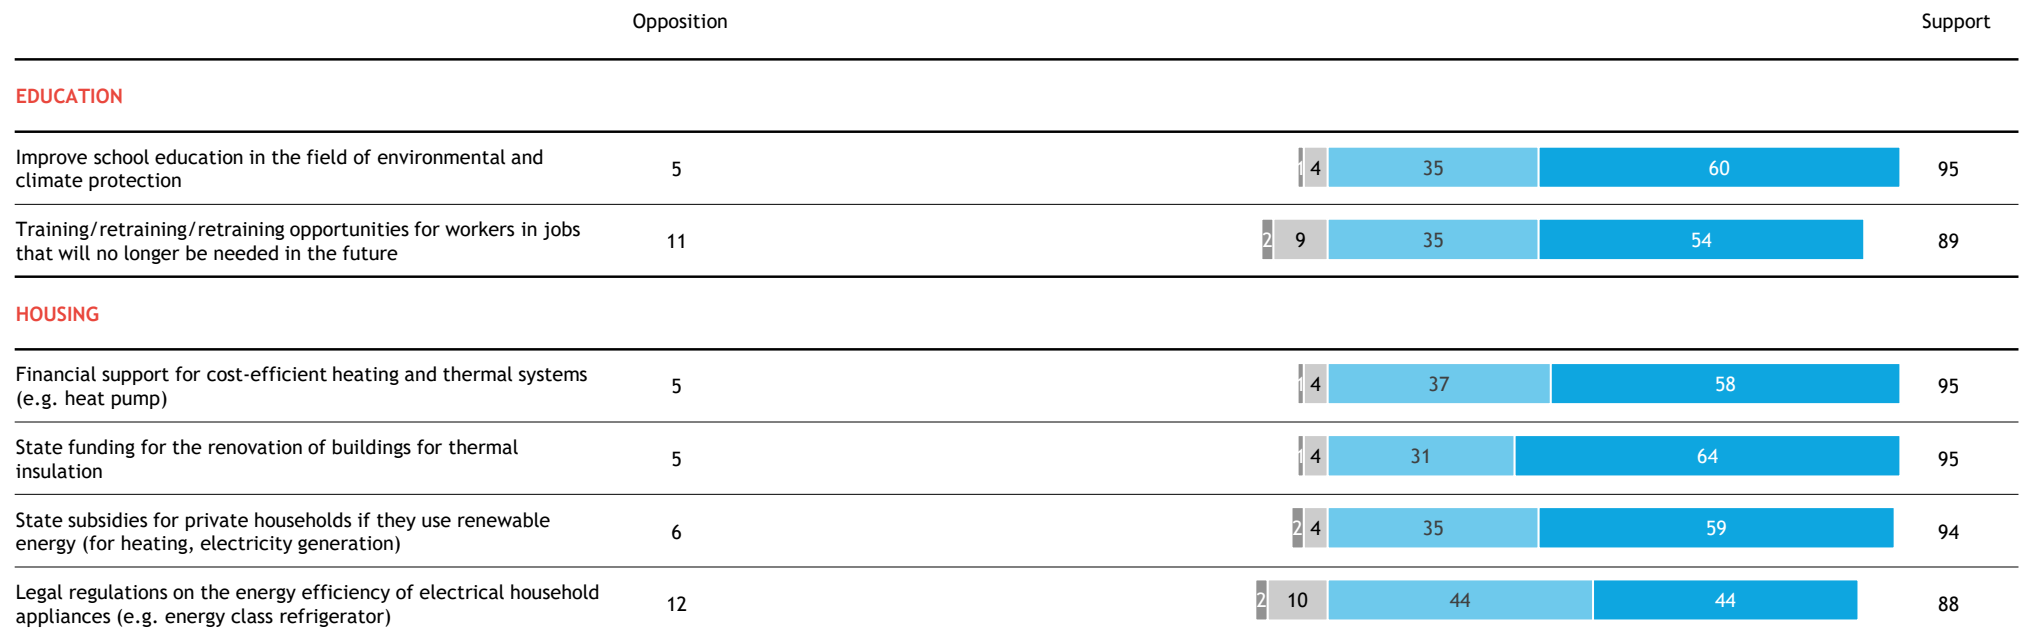 Opposition Support
EDUCATION
Improve school education in the field of environmental and
climate protection
5 1 4 35 60 95
Training/retraining/retraining opportunities for workers in jobs
that will no longer be needed in the future
11 2 9 35 54 89
HOUSING
Financial support for cost-efficient heating and thermal systems
(e.g. heat pump)
5 1 4 37 58 95
State funding for the renovation of buildings for thermal
insulation
5 1 4 31 64 95
State subsidies for private households if they use renewable
energy (for heating, electricity generation)
6 2 4 35 59 94
Legal regulations on the energy efficiency of electrical household
appliances (e.g. energy class refrigerator)
12 2 10 44 44 88